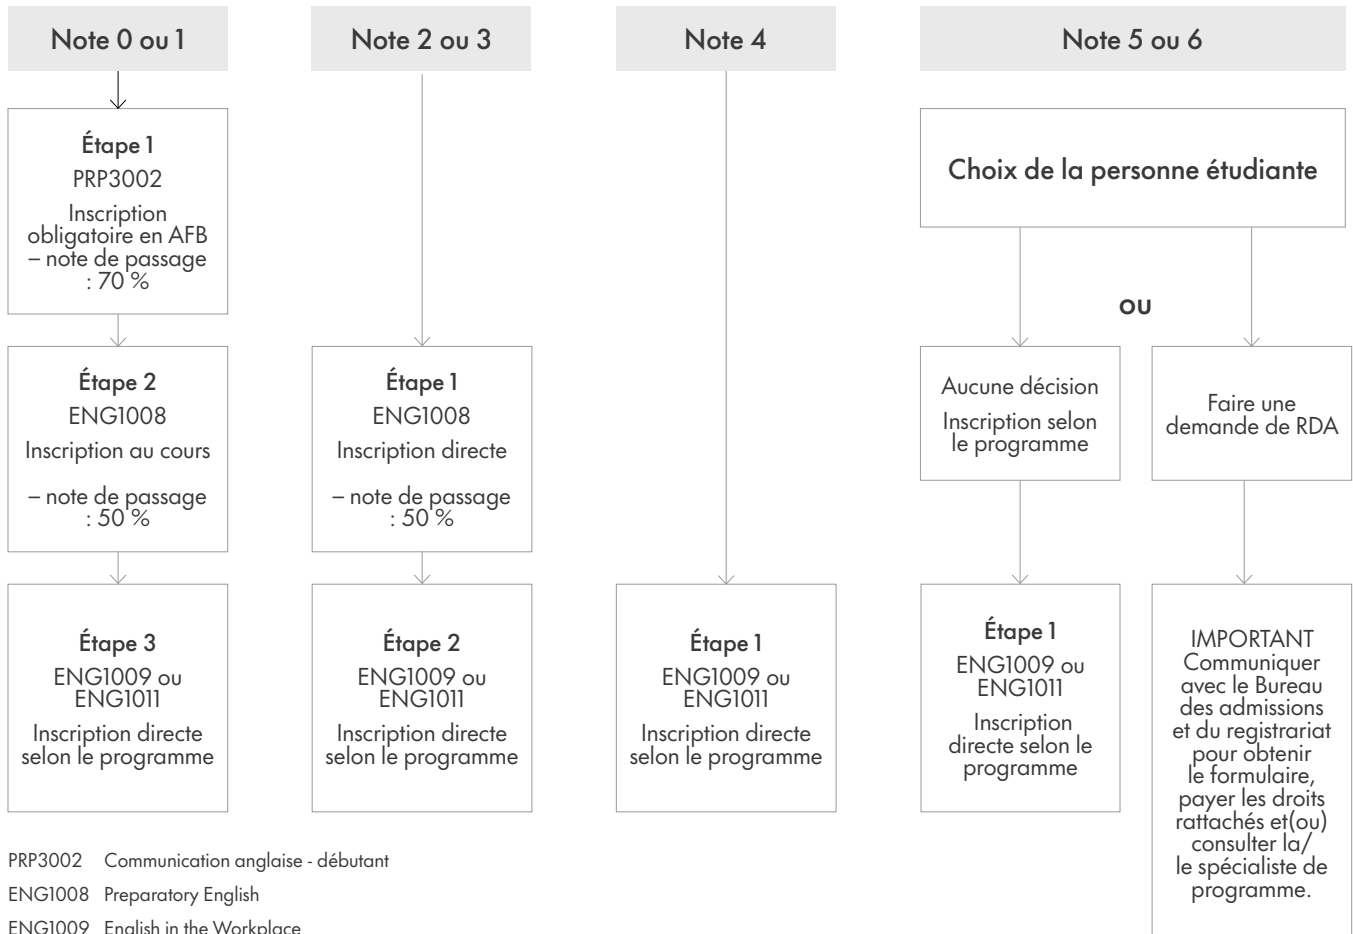 Note 0 ou 1
Note 2 ou 3
Note 4
Note 5 ou 6
Étape 1
PRP3002
Inscription
obligatoire en AFB
– note de passage
: 70 %
Choix de la personne étudiante
ou
Étape 2
ENG1008
Inscription au cours
– note de passage
: 50 %
Étape 1
ENG1008
Inscription directe
– note de passage
: 50 %
Aucune décision
Inscription selon
le programme
Faire une
demande de RDA
Étape 3
ENG1009 ou
ENG1011
Inscription directe
selon le programme
Étape 2
ENG1009 ou
ENG1011
Inscription directe
selon le programme
Étape 1
ENG1009 ou
ENG1011
Inscription directe
selon le programme
Étape 1
ENG1009 ou
ENG1011
Inscription
directe selon le
programme
IMPORTANT
Communiquer
avec le Bureau
des admissions
et du registrariat
pour obtenir
le formulaire,
payer les droits
rattachés et(ou)
consulter la/
le spécialiste de
programme.
PRP3002 Communication anglaise - débutant
ENG1008 Preparatory English
ENG1009 English in the Workplace